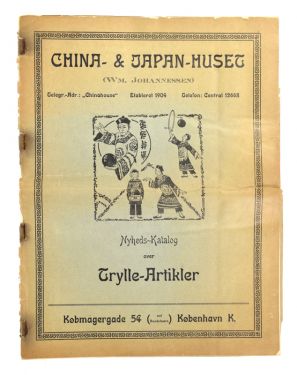 CHINA- & JAPAN-HUSET
(WM. JOHANNESSEN)
Telegr.-Adr.: „Chinahouse" Etableret 1904 Telefon: Central 12668
Nyheds-Katalog
over
Trylle-Artikler
Købmagergade 54 København K.